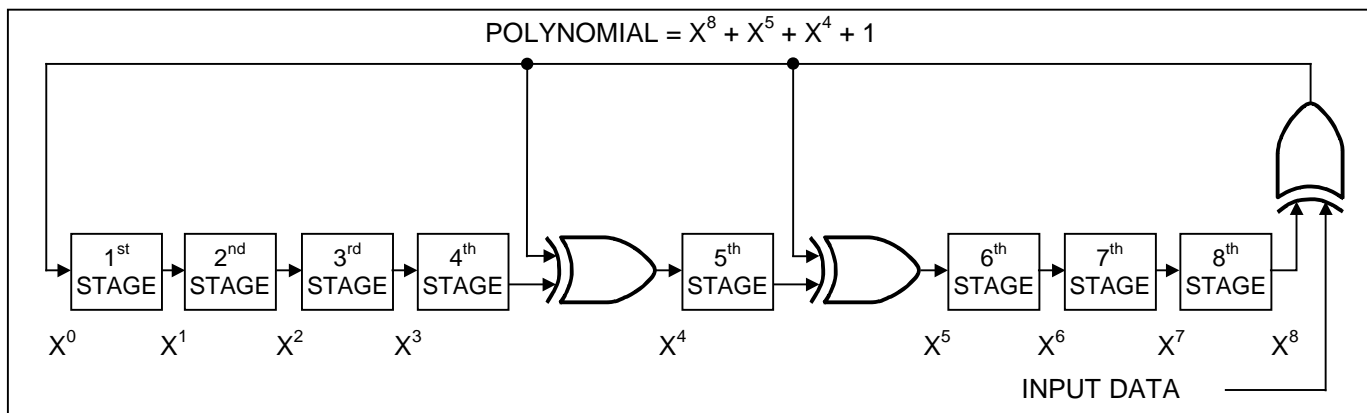 POLYNOMIAL = X⁸ + X⁵ + X⁴ + 1
1ˢᵗ STAGE
2ⁿᵈ STAGE
3ʳᵈ STAGE
4ᵗʰ STAGE
5ᵗʰ STAGE
6ᵗʰ STAGE
7ᵗʰ STAGE
8ᵗʰ STAGE
X⁰ X¹ X² X³ X⁴ X⁵ X⁶ X⁷ X⁸
INPUT DATA